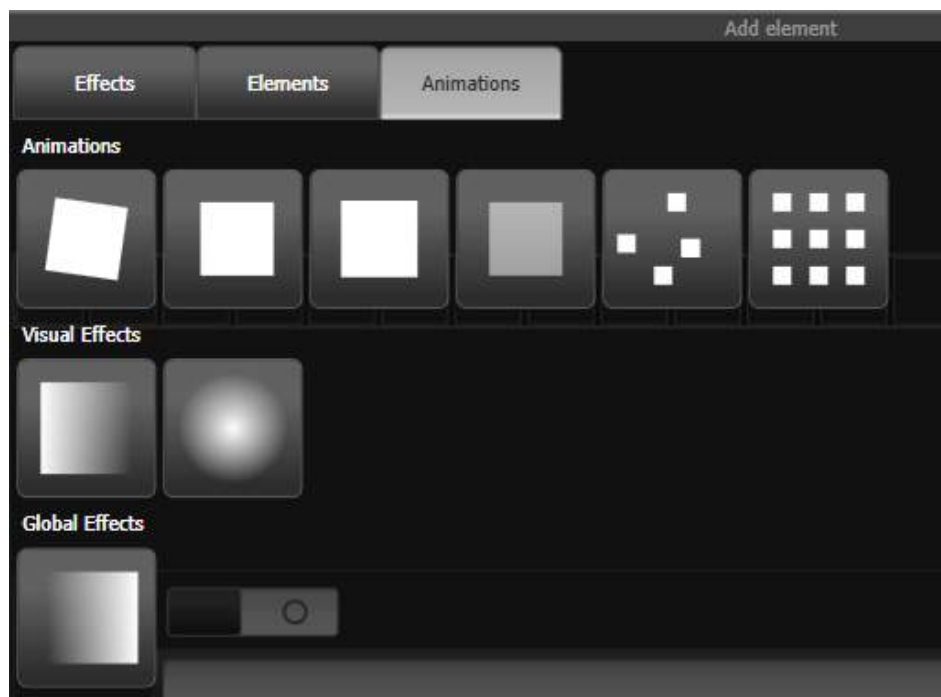 Add element
Effects
Elements
Animations
Animations
Visual Effects
Global Effects